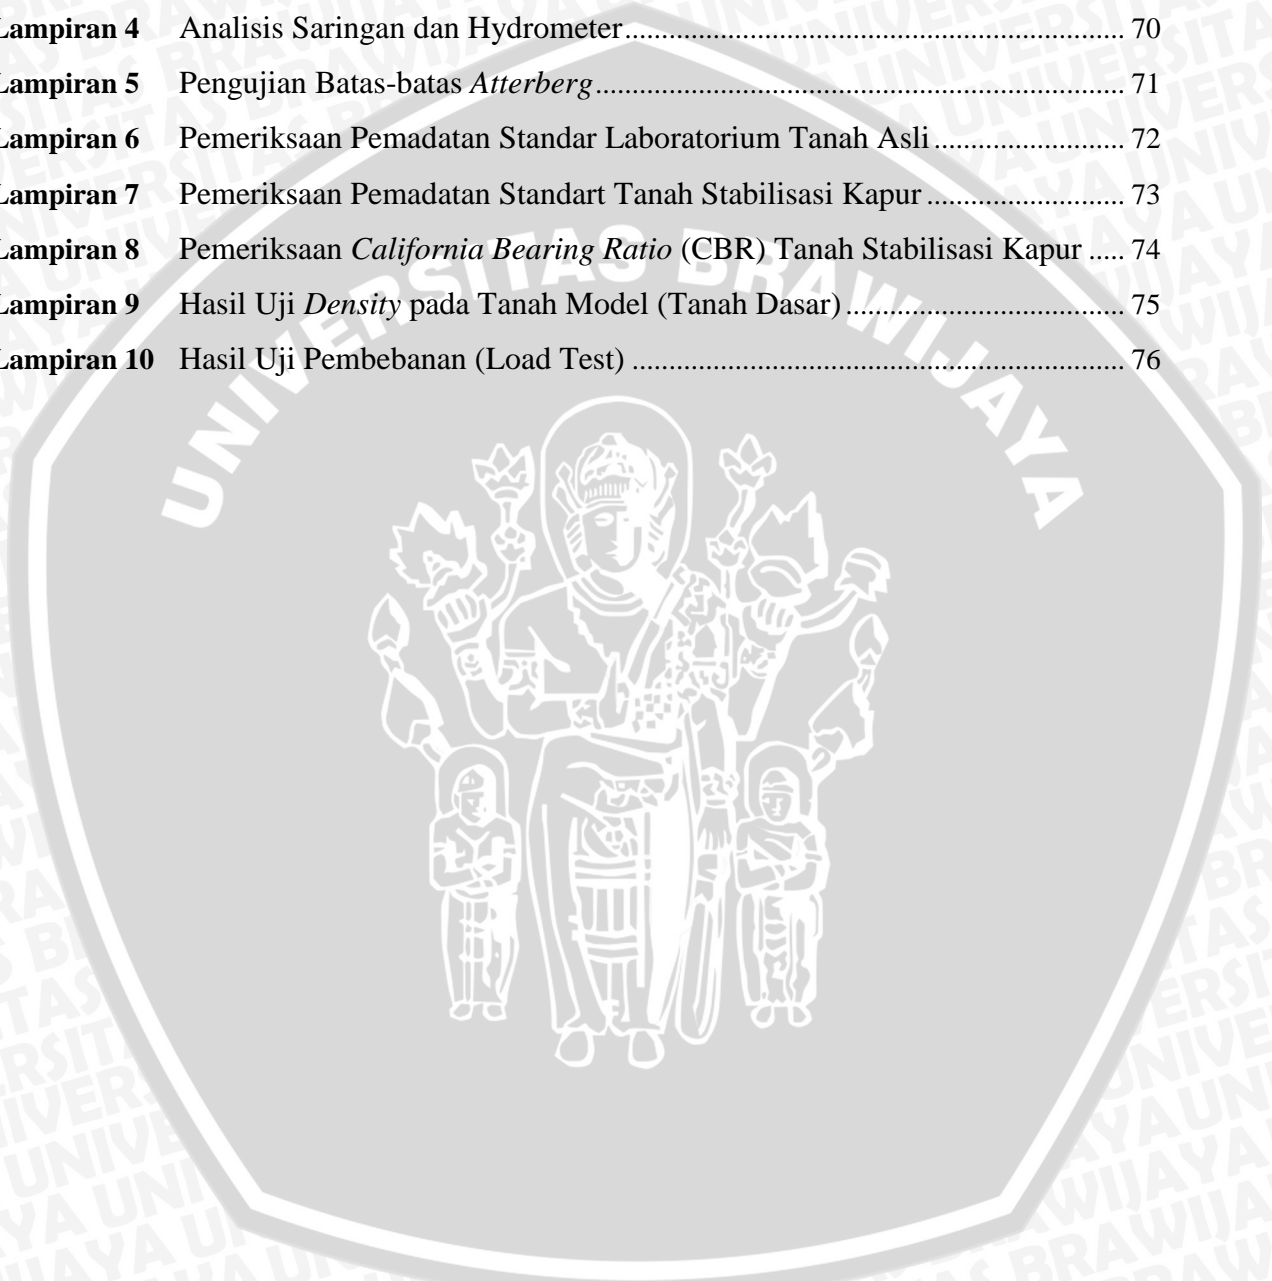 Lampiran 4 Analisis Saringan dan Hydrometer.......... 70
Lampiran 5 Pengujian Batas-batas Atterberg.......... 71
Lampiran 6 Pemeriksaan Pemadatan Standar Laboratorium Tanah Asli.......... 72
Lampiran 7 Pemeriksaan Pemadatan Standart Tanah Stabilisasi Kapur.......... 73
Lampiran 8 Pemeriksaan California Bearing Ratio (CBR) Tanah Stabilisasi Kapur ..... 74
Lampiran 9 Hasil Uji Density pada Tanah Model (Tanah Dasar).......... 75
Lampiran 10 Hasil Uji Pembebanan (Load Test).......... 76
UNIVERSITAS BRAWIJAYA